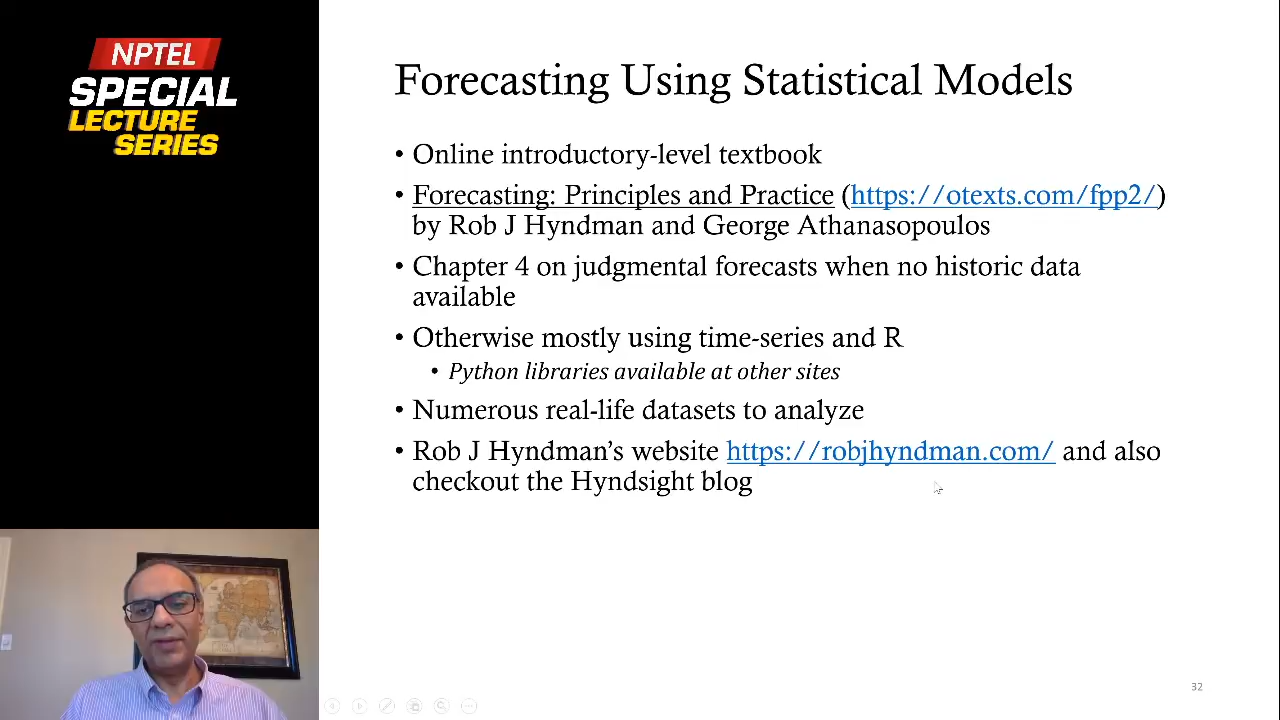 NPTEL
SPECIAL
LECTURE
SERIES
Forecasting Using Statistical Models
• Online introductory-level textbook
• Forecasting: Principles and Practice (https://otexts.com/fpp2/)
by Rob J Hyndman and George Athanasopoulos
• Chapter 4 on judgmental forecasts when no historic data
available
• Otherwise mostly using time-series and R
• Python libraries available at other sites
• Numerous real-life datasets to analyze
• Rob J Hyndman’s website https://robjhyndman.com/ and also
checkout the Hyndsight blog
32